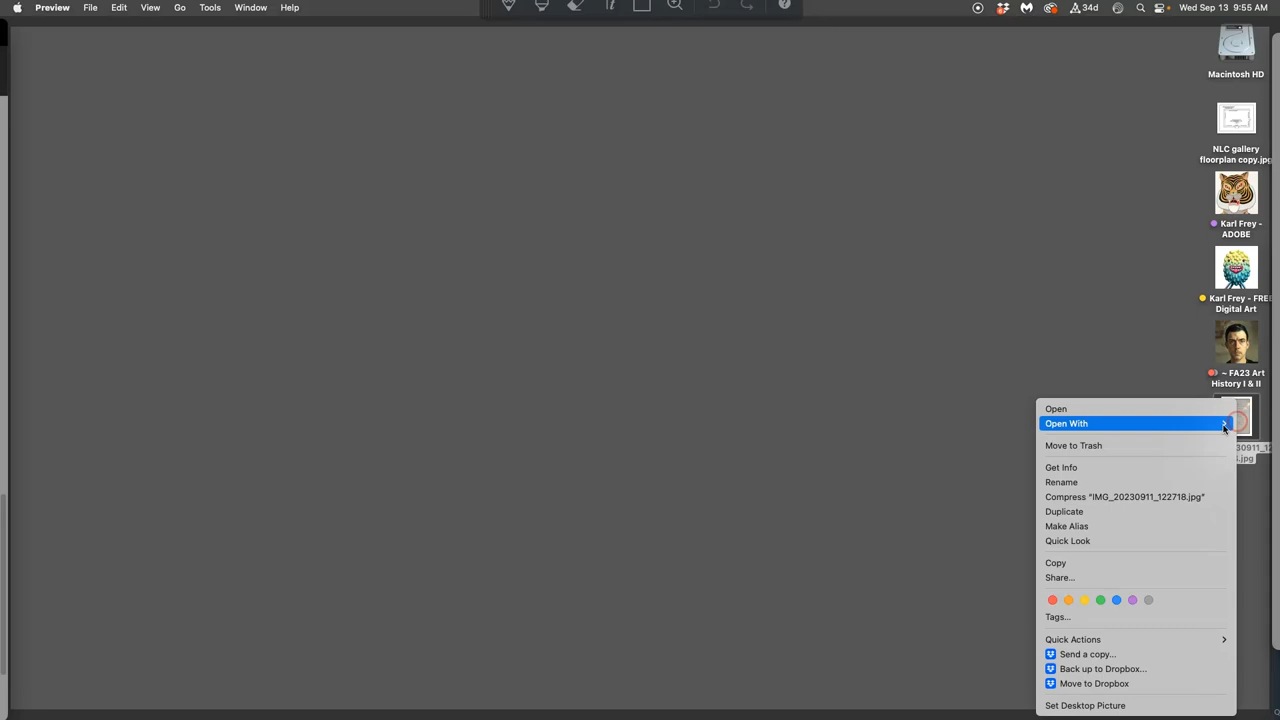 Preview File Edit View Go Tools Window Help 34d Wed Sep 13 9:55 AM
Macintosh HD
NLC gallery
floorplan copy.jpg
Karl Frey -
ADOBE
Karl Frey - FREE
Digital Art
~ FA23 Art
History I & II
Open
Open With
Move to Trash
Get Info
Rename
Compress "IMG_20230911_122718.jpg"
Duplicate
Make Alias
Quick Look
Copy
Share...
Tags...
Quick Actions
Send a copy...
Back up to Dropbox...
Move to Dropbox
Set Desktop Picture